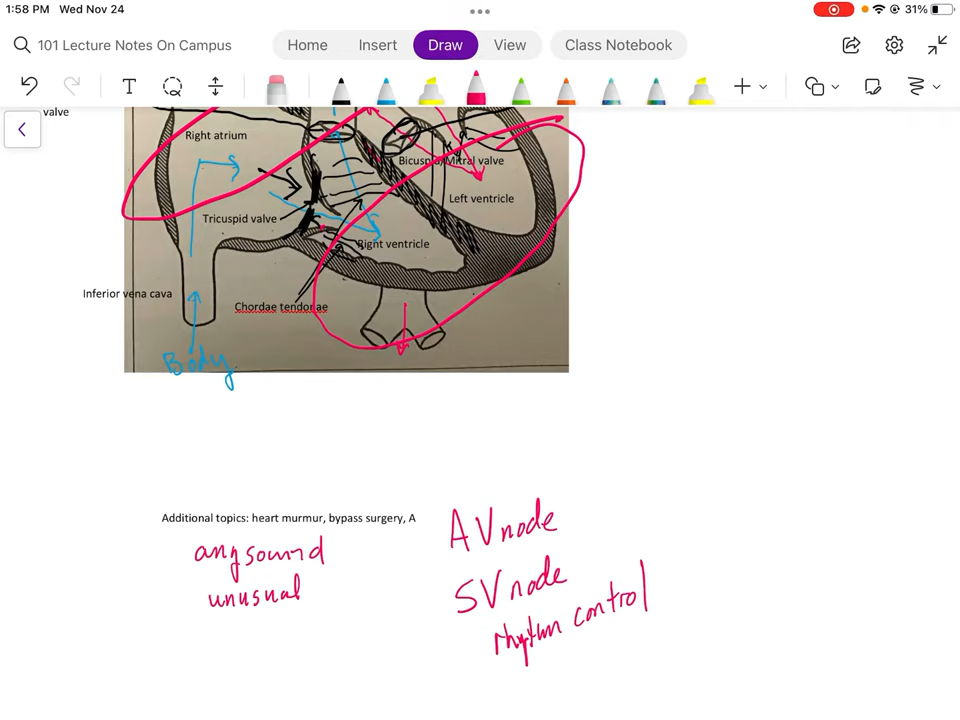 1:58 PM Wed Nov 24
31%
101 Lecture Notes On Campus
Home Insert Draw View Class Notebook
valve
Right atrium
Bicuspid/Mitral valve
Left ventricle
Tricuspid valve
Right ventricle
Inferior vena cava
Chordae tendonae
Body
Additional topics: heart murmur, bypass surgery, A
any sound
unusual
AV node
SV node
rhythm control